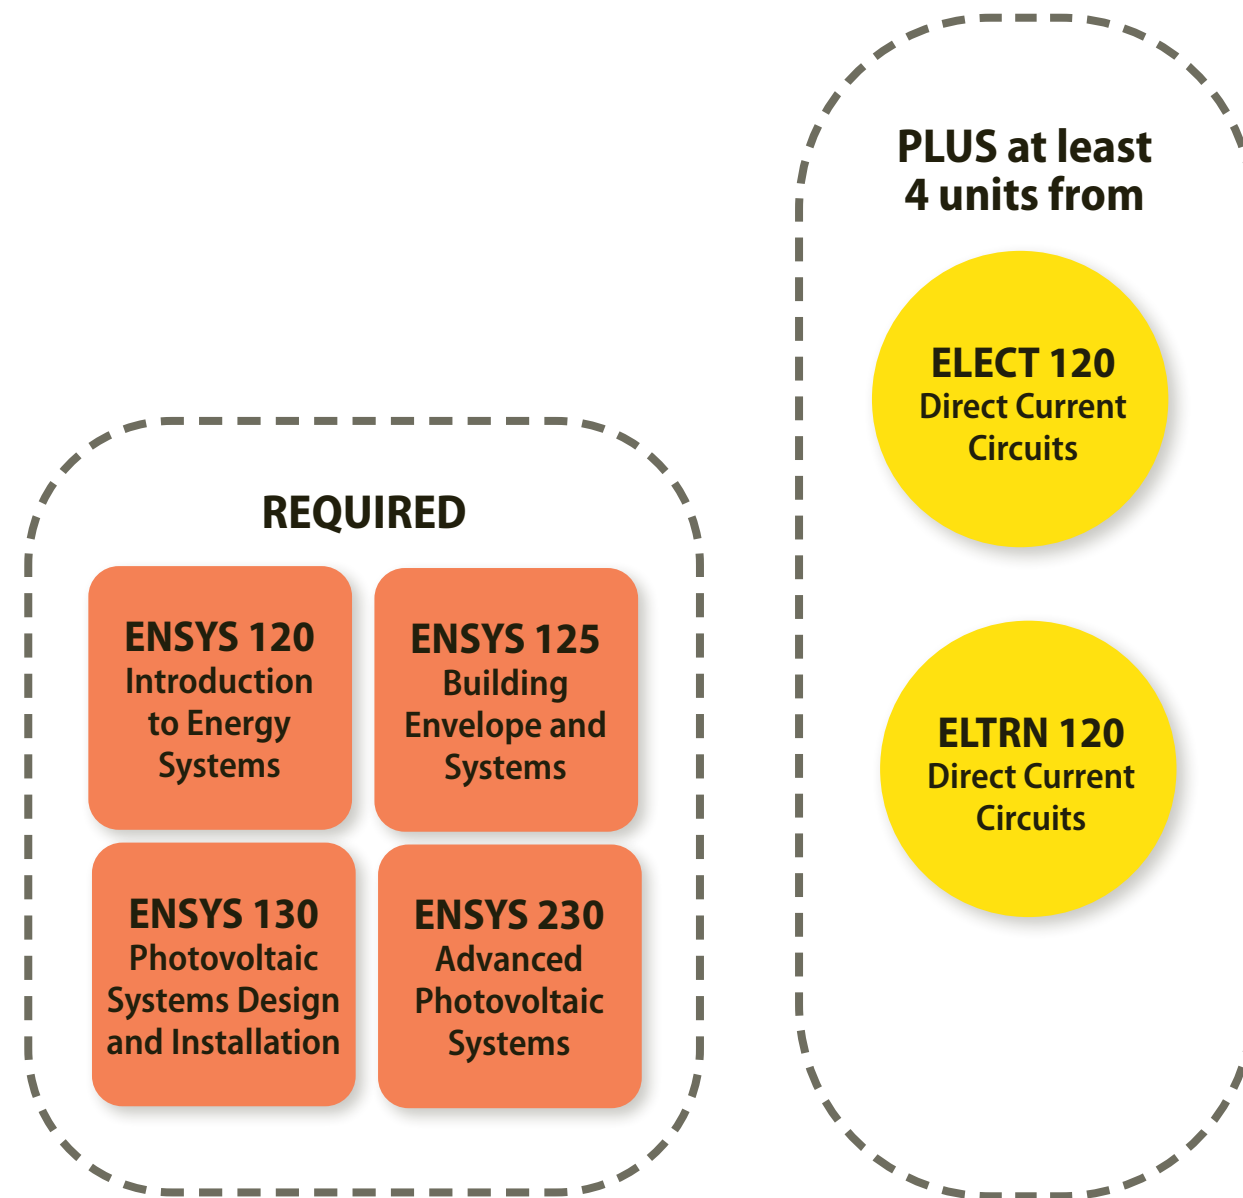 PLUS at least
4 units from
ELECT 120
Direct Current
Circuits
ELTRN 120
Direct Current
Circuits
REQUIRED
ENSYS 120
Introduction
to Energy
Systems
ENSYS 125
Building
Envelope and
Systems
ENSYS 130
Photovoltaic
Systems Design
and Installation
ENSYS 230
Advanced
Photovoltaic
Systems